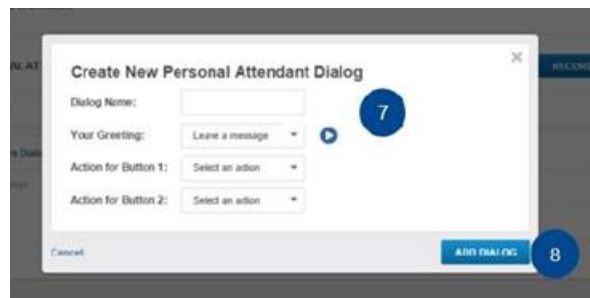 Create New Personal Attendant Dialog
Dialog Name:
7
Your Greeting: Leave a message
Action for Button 1: Select an action
Action for Button 2: Select an action
Cancel
ADD DIALOG
8